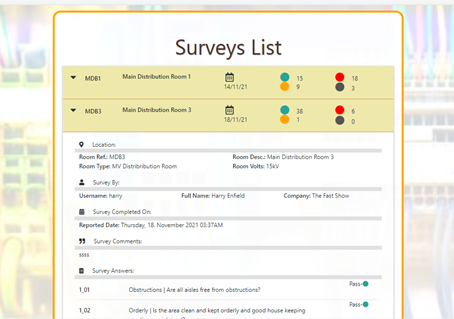 Surveys List
MDB1 Main Distribution Room 1 14/11/21 15 9 18 3
MDB3 Main Distribution Room 3 18/11/21 38 1 6 0
Location:
Room Ref.: MDB3 Room Desc.: Main Distribution Room 3
Room Type: MV Distribribution Room Room Volts: 15kV
Survey By:
Username: harry Full Name: Harry Enfield Company: The Fast Show
Survey Completed On:
Reported Date: Thursday, 18. November 2021 03:37AM
Survey Comments:
ssss
Survey Answers:
1_01 Obstructions | Are all aisles free from obstructions? Pass-
1_02 Orderly | Is the area clean and kept orderly and good house keeping Pass-